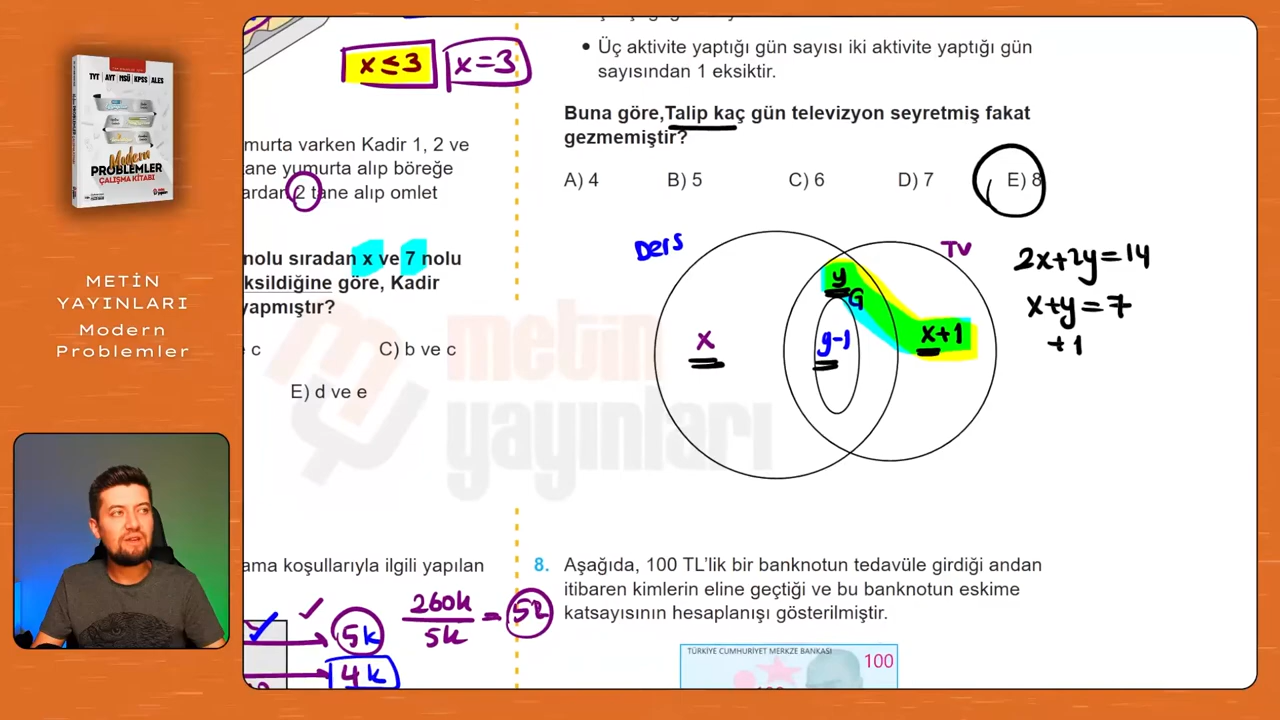 TYT | AYT | MSÜ | KPSS | ALES
Modern
PROBLEMLER
ÇALIŞMA KİTABI
METİN
YAYINLARI
Modern
Problemler
x≤3
x=3
murta varken Kadir 1, 2 ve
tane yumurta alıp böreğe
ardan 2 tane alıp omlet
nolu sıradan x ve 7 nolu
ksildiğine göre, Kadir
yapmıştır?
c
C) b ve c
E) d ve e
ama koşullarıyla ilgili yapılan
260k
5k
= 52
5k
4k
• Üç aktivite yaptığı gün sayısı iki aktivite yaptığı gün
sayısından 1 eksiktir.
Buna göre,Talip kaç gün televizyon seyretmiş fakat
gezmemiştir?
A) 4 B) 5 C) 6 D) 7 E) 8
Ders
TV
y
G
x
y-1
x+1
2x+2y=14
x+y=7
+1
metin
yayınları
8. Aşağıda, 100 TL’lik bir banknotun tedavüle girdiği andan
itibaren kimlerin eline geçtiği ve bu banknotun eskime
katsayısının hesaplanışı gösterilmiştir.
TÜRKİYE CUMHURİYET MERKZE BANKASI
100